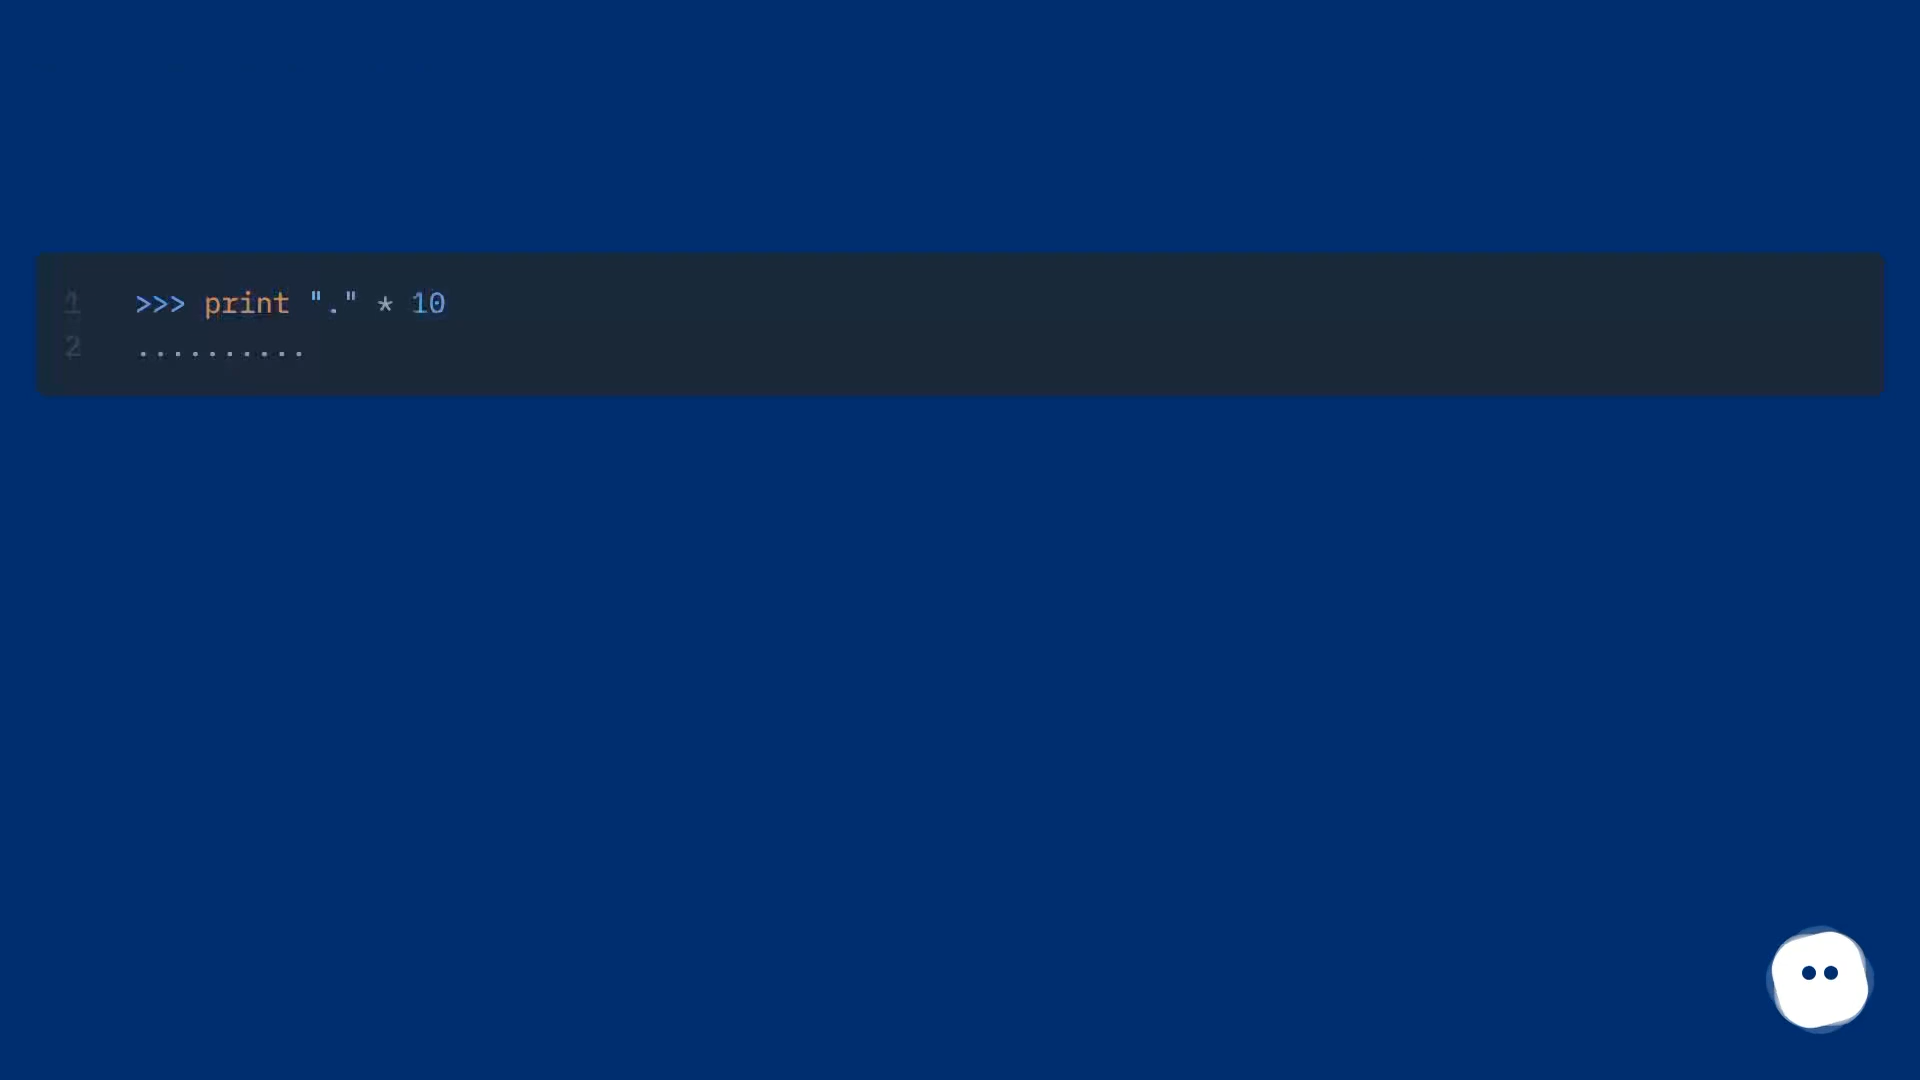 1 >>> print "." * 10
2 ..........